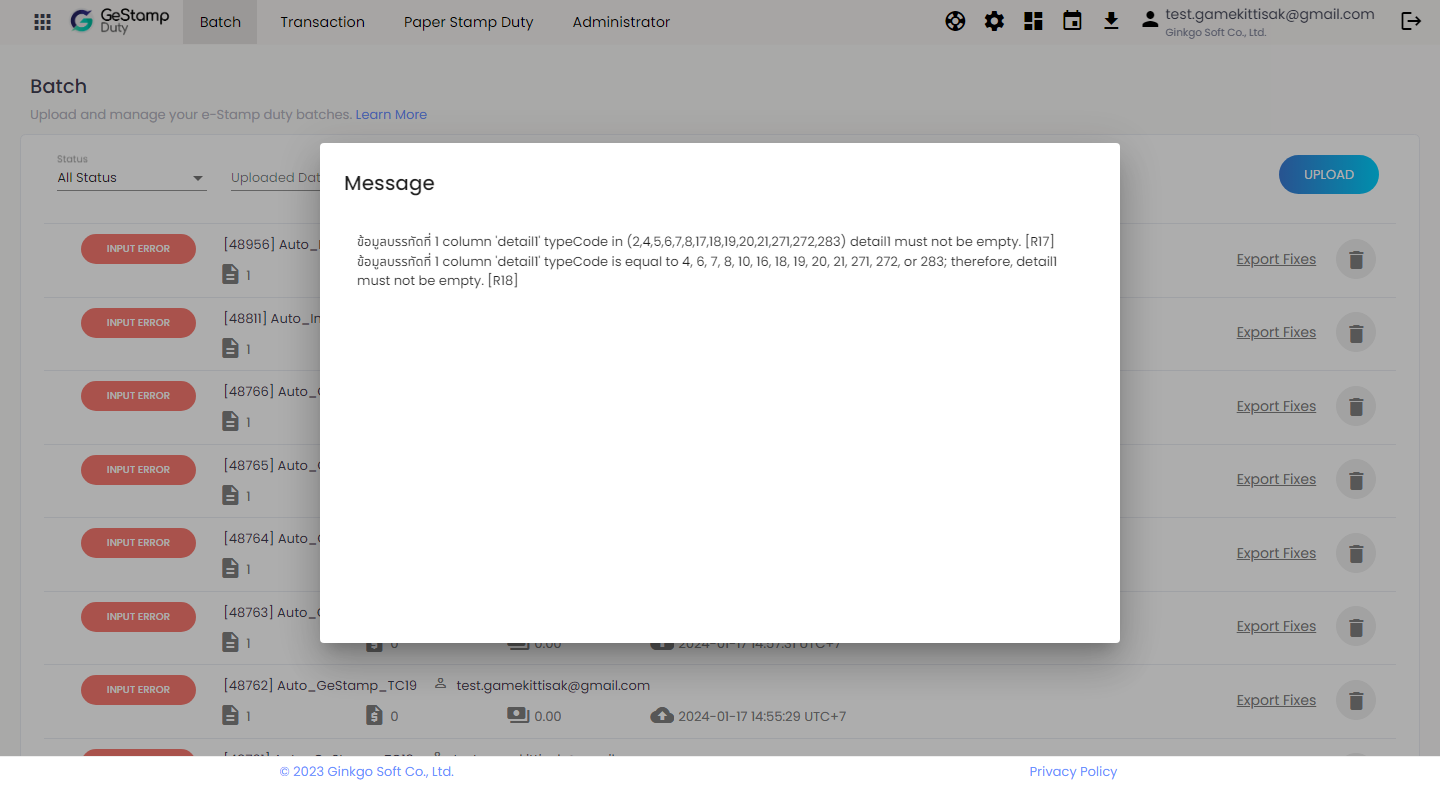 GeStamp
Duty
Batch
Transaction
Paper Stamp Duty
Administrator
test.gamekittisak@gmail.com
Ginkgo Soft Co., Ltd.
Batch
Upload and manage your e-Stamp duty batches. Learn More
Status
All Status
Uploaded Dat
UPLOAD
Message
ข้อมูลบรรทัดที่ 1 column 'detail1' typeCode in (2,4,5,6,7,8,17,18,19,20,21,271,272,283) detail1 must not be empty. [R17]
ข้อมูลบรรทัดที่ 1 column 'detail1' typeCode is equal to 4, 6, 7, 8, 10, 16, 18, 19, 20, 21, 271, 272, or 283; therefore, detail1
must not be empty. [R18]
INPUT ERROR
[48956] Auto_
1
Export Fixes
INPUT ERROR
[48811] Auto_In
1
Export Fixes
INPUT ERROR
[48766] Auto_
1
Export Fixes
INPUT ERROR
[48765] Auto_
1
Export Fixes
INPUT ERROR
[48764] Auto_
1
Export Fixes
INPUT ERROR
[48763] Auto_
1
0
0.00
2024-01-17 14:57:31 UTC+7
Export Fixes
INPUT ERROR
[48762] Auto_GeStamp_TC19
test.gamekittisak@gmail.com
1
0
0.00
2024-01-17 14:55:29 UTC+7
Export Fixes
© 2023 Ginkgo Soft Co., Ltd.
Privacy Policy